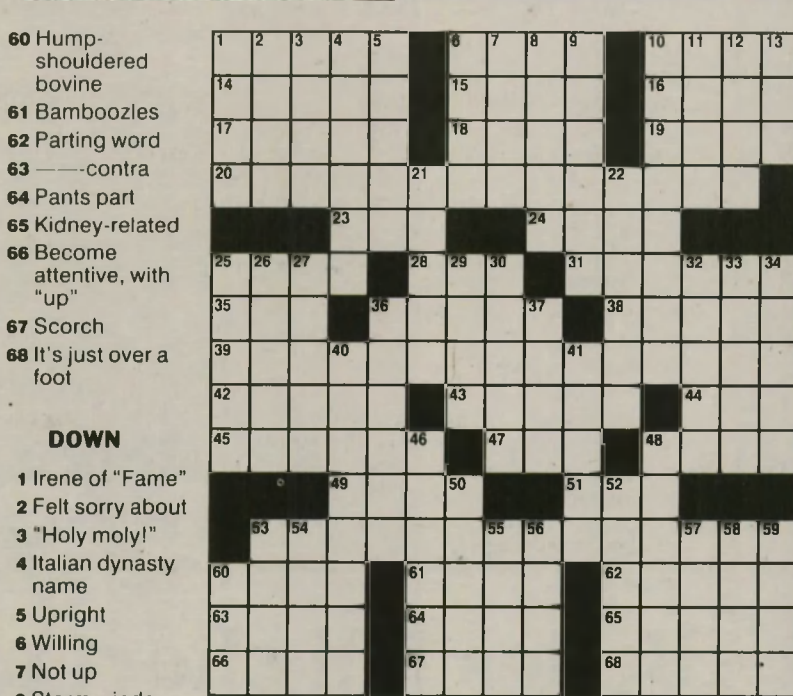 60 Hump-
shouldered
bovine
61 Bamboozles
62 Parting word
63 ——-contra
64 Pants part
65 Kidney-related
66 Become
attentive, with
"up"
67 Scorch
68 It's just over a
foot
DOWN
1 Irene of "Fame"
2 Felt sorry about
3 "Holy moly!"
4 Italian dynasty
name
5 Upright
6 Willing
7 Not up
1 2 3 4 5 6 7 8 9 10 11 12 13
14 15 16
17 18 19
20 21 22
23 24
25 26 27 28 29 30 31 32 33 34
35 36 37 38
39 40 41
42 43 44
45 46 47 48
49 50 51 52
53 54 55 56 57 58 59
60 61 62
63 64 65
66 67 68